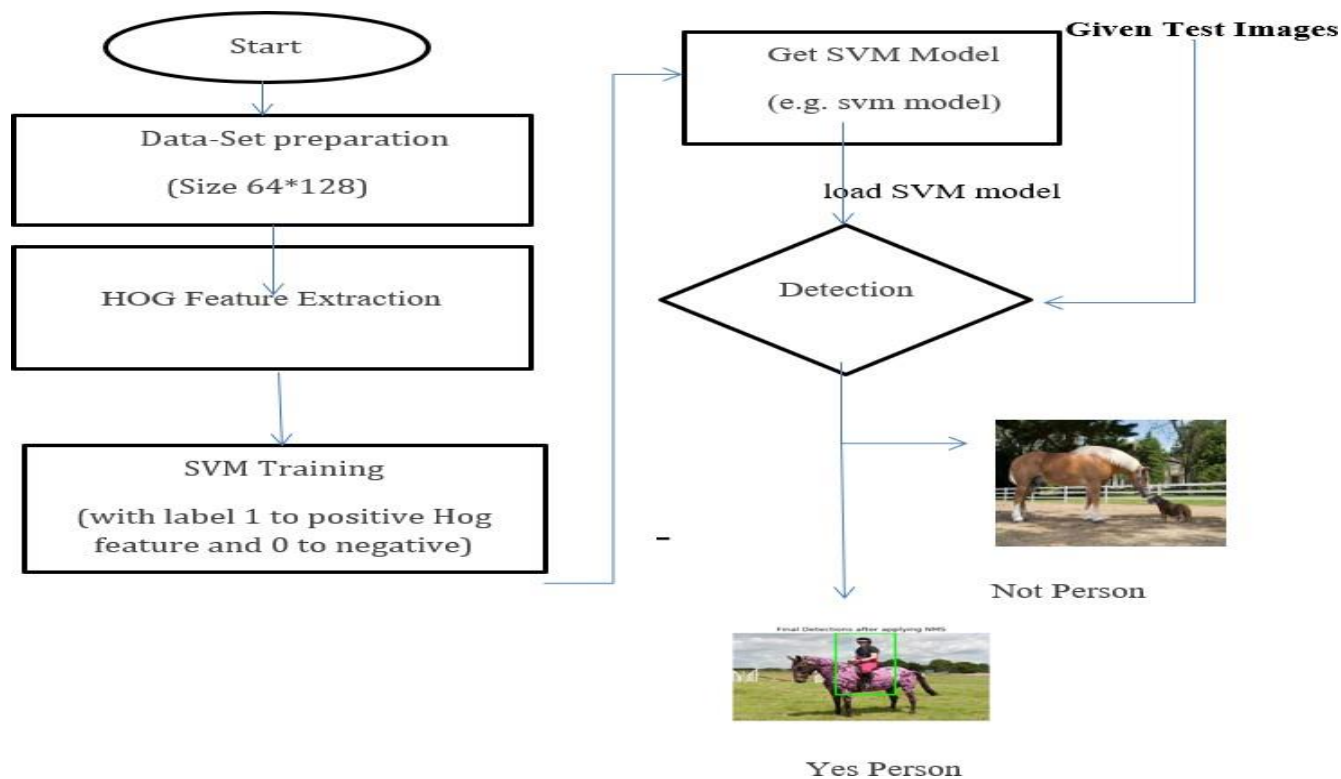 Start
Data-Set preparation
(Size 64*128)
HOG Feature Extraction
SVM Training
(with label 1 to positive Hog
feature and 0 to negative)
Given Test Images
Get SVM Model
(e.g. svm model)
load SVM model
Detection
Not Person
Final Detections after applying NMS
Yes Person